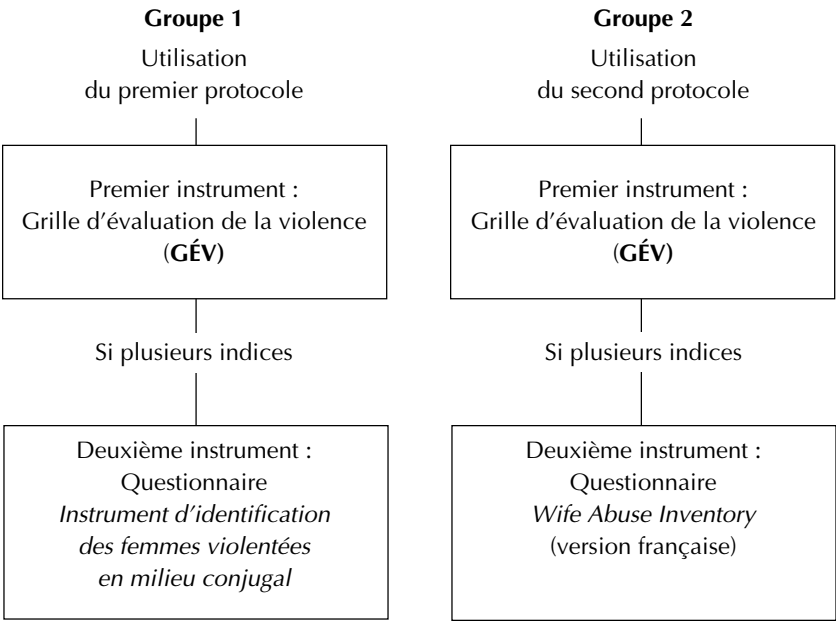 Groupe 1
Utilisation
du premier protocole
Premier instrument :
Grille d'évaluation de la violence
(GÉV)
Si plusieurs indices
Deuxième instrument :
Questionnaire
Instrument d'identification
des femmes violentées
en milieu conjugal
Groupe 2
Utilisation
du second protocole
Premier instrument :
Grille d'évaluation de la violence
(GÉV)
Si plusieurs indices
Deuxième instrument :
Questionnaire
Wife Abuse Inventory
(version française)